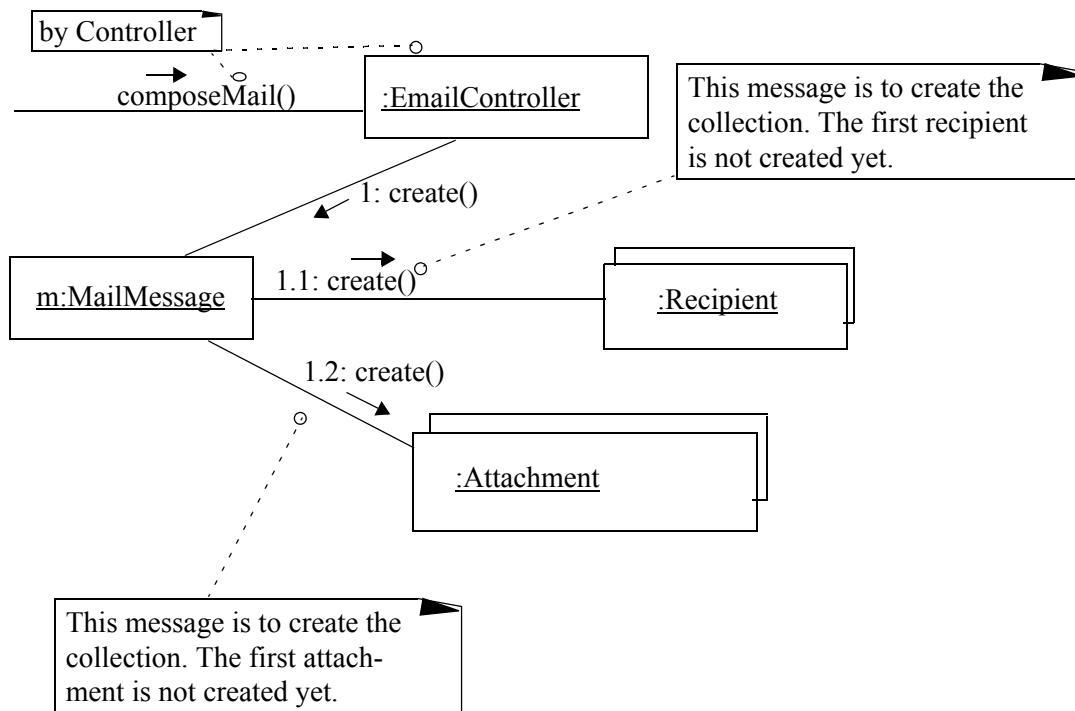 by Controller
composeMail()
:EmailController
This message is to create the
collection. The first recipient
is not created yet.
1: create()
1.1: create()
m:MailMessage
:Recipient
1.2: create()
:Attachment
This message is to create the
collection. The first attach-
ment is not created yet.